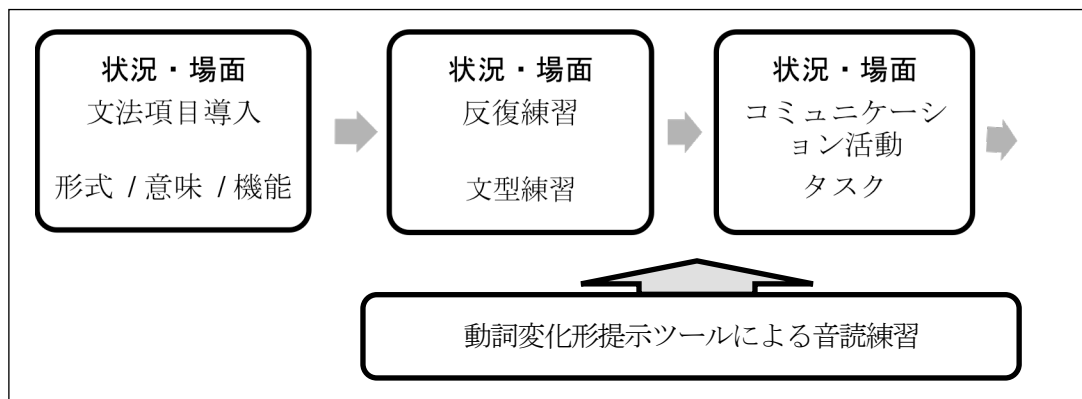 状況・場面
文法項目導入
形式 / 意味 / 機能
状況・場面
反復練習
文型練習
状況・場面
コミュニケーシ
ョン活動
タスク
動詞変化形提示ツールによる音読練習